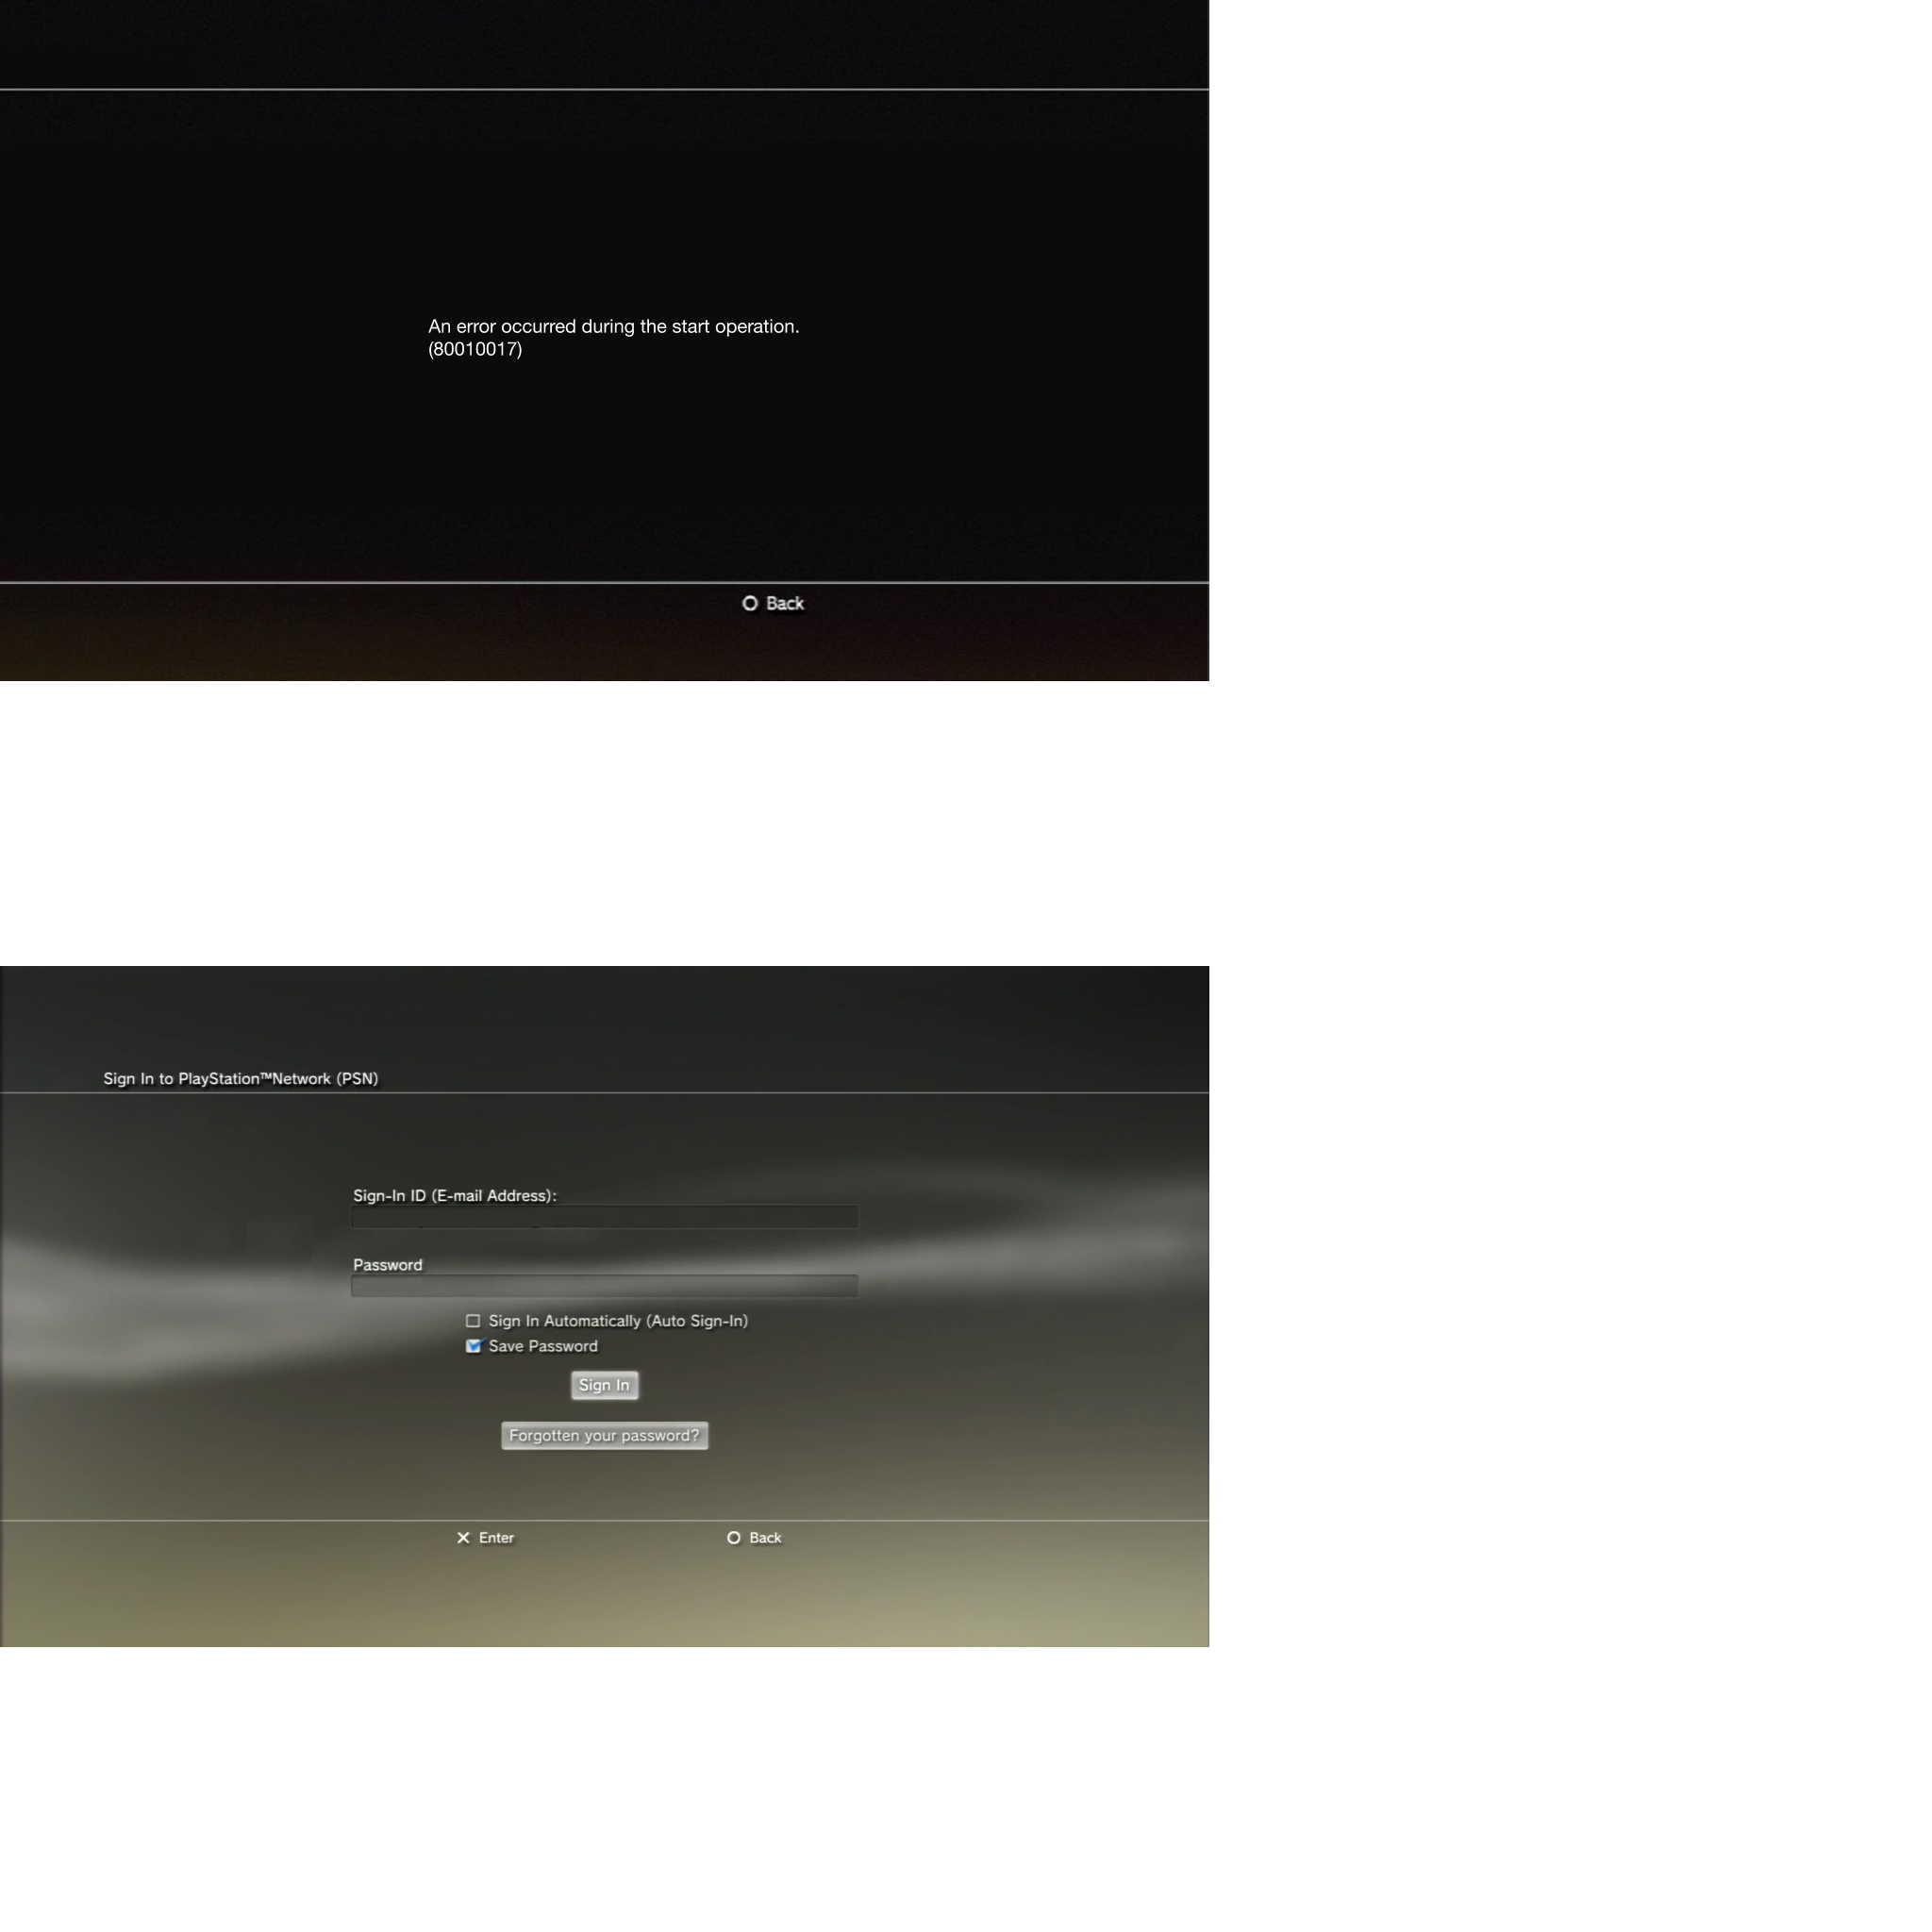 An error occurred during the start operation.
(80010017)
Back
Sign In to PlayStation™Network (PSN)
Sign-In ID (E-mail Address):
Password
Sign In Automatically (Auto Sign-In)
Save Password
Sign In
Forgotten your password?
Enter
Back